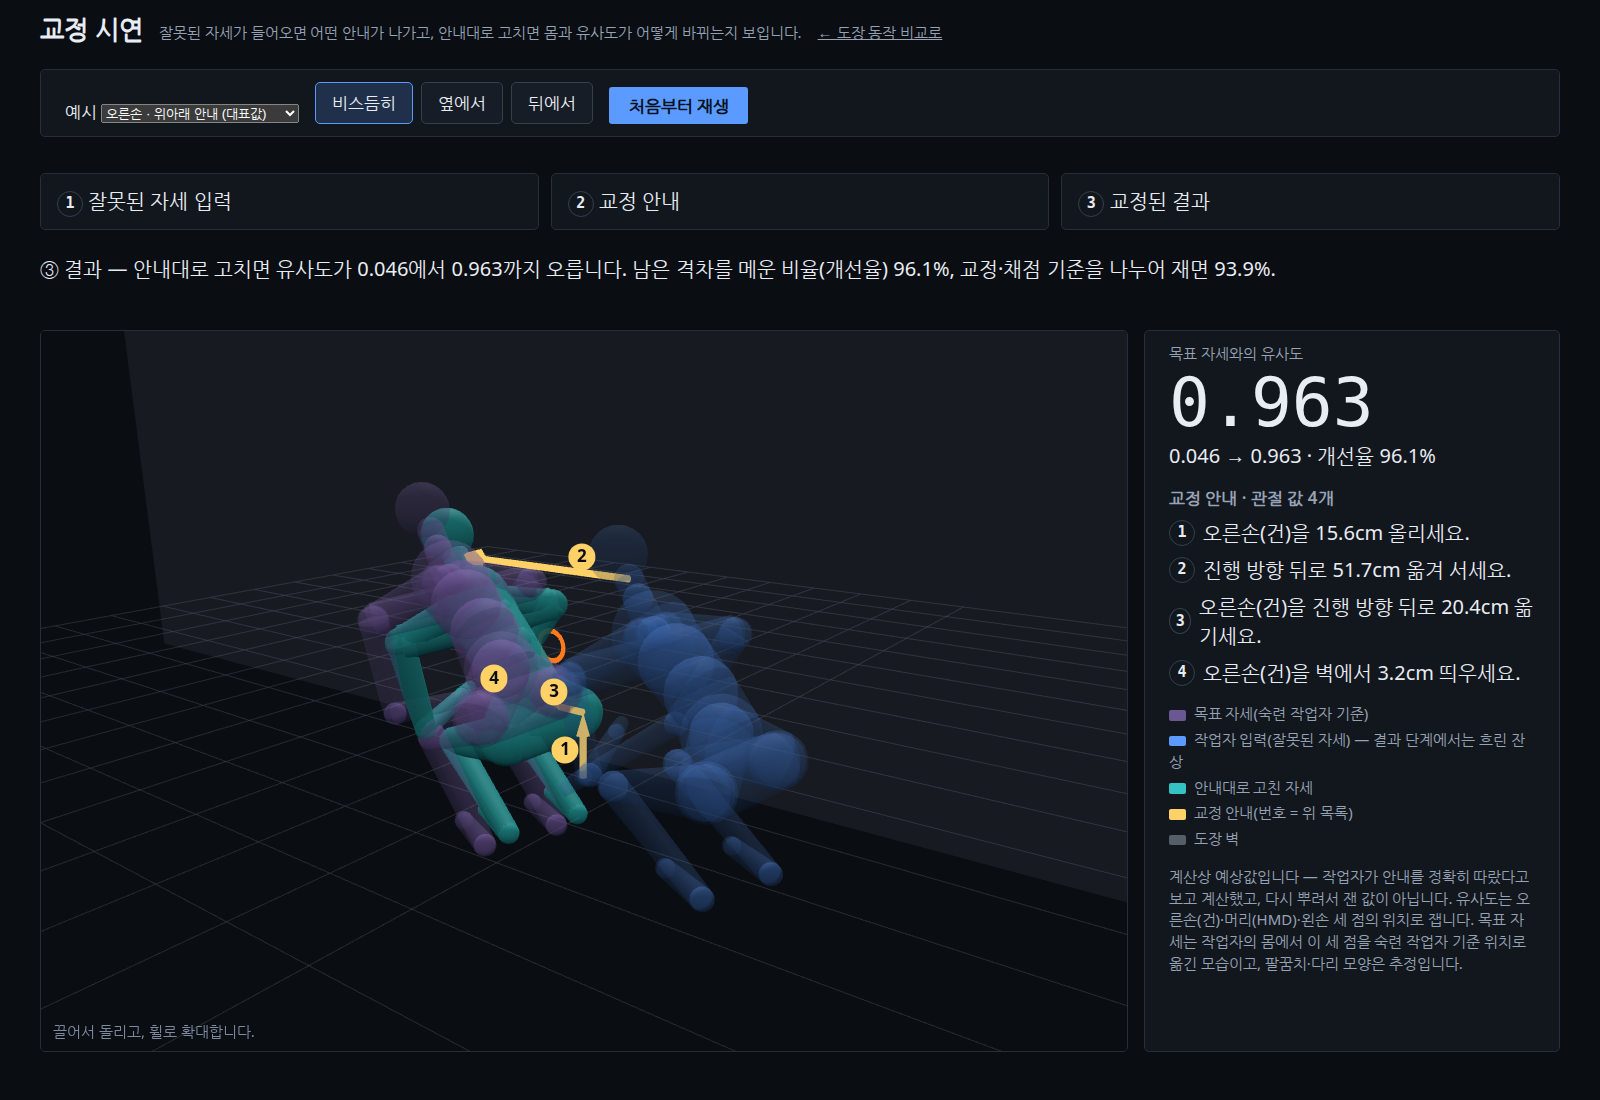 교정 시연 잘못된 자세가 들어오면 어떤 안내가 나가고, 안내대로 고치면 몸과 유사도가 어떻게 바뀌는지 보입니다. ← 도장 동작 비교로
예시 오른손 · 위아래 안내 (대표값) 비스듬히 옆에서 뒤에서 처음부터 재생
1 잘못된 자세 입력
2 교정 안내
3 교정된 결과
③ 결과 — 안내대로 고치면 유사도가 0.046에서 0.963까지 오릅니다. 남은 격차를 메운 비율(개선율) 96.1%, 교정·채점 기준을 나누어 재면 93.9%.
2
4
3
1
끌어서 돌리고, 휠로 확대합니다.
목표 자세와의 유사도
0.963
0.046 → 0.963 · 개선율 96.1%
교정 안내 · 관절 값 4개
1 오른손(건)을 15.6cm 올리세요.
2 진행 방향 뒤로 51.7cm 옮겨 서세요.
3 오른손(건)을 진행 방향 뒤로 20.4cm 옮
기세요.
4 오른손(건)을 벽에서 3.2cm 띄우세요.
목표 자세(숙련 작업자 기준)
작업자 입력(잘못된 자세) — 결과 단계에서는 흐린 잔
상
안내대로 고친 자세
교정 안내(번호 = 위 목록)
도장 벽
계산상 예상값입니다 — 작업자가 안내를 정확히 따랐다고
보고 계산했고, 다시 뿌려서 잰 값이 아닙니다. 유사도는 오
른손(건)·머리(HMD)·왼손 세 점의 위치로 잽니다. 목표 자
세는 작업자의 몸에서 이 세 점을 숙련 작업자 기준 위치로
옮긴 모습이고, 팔꿈치·다리 모양은 추정입니다.